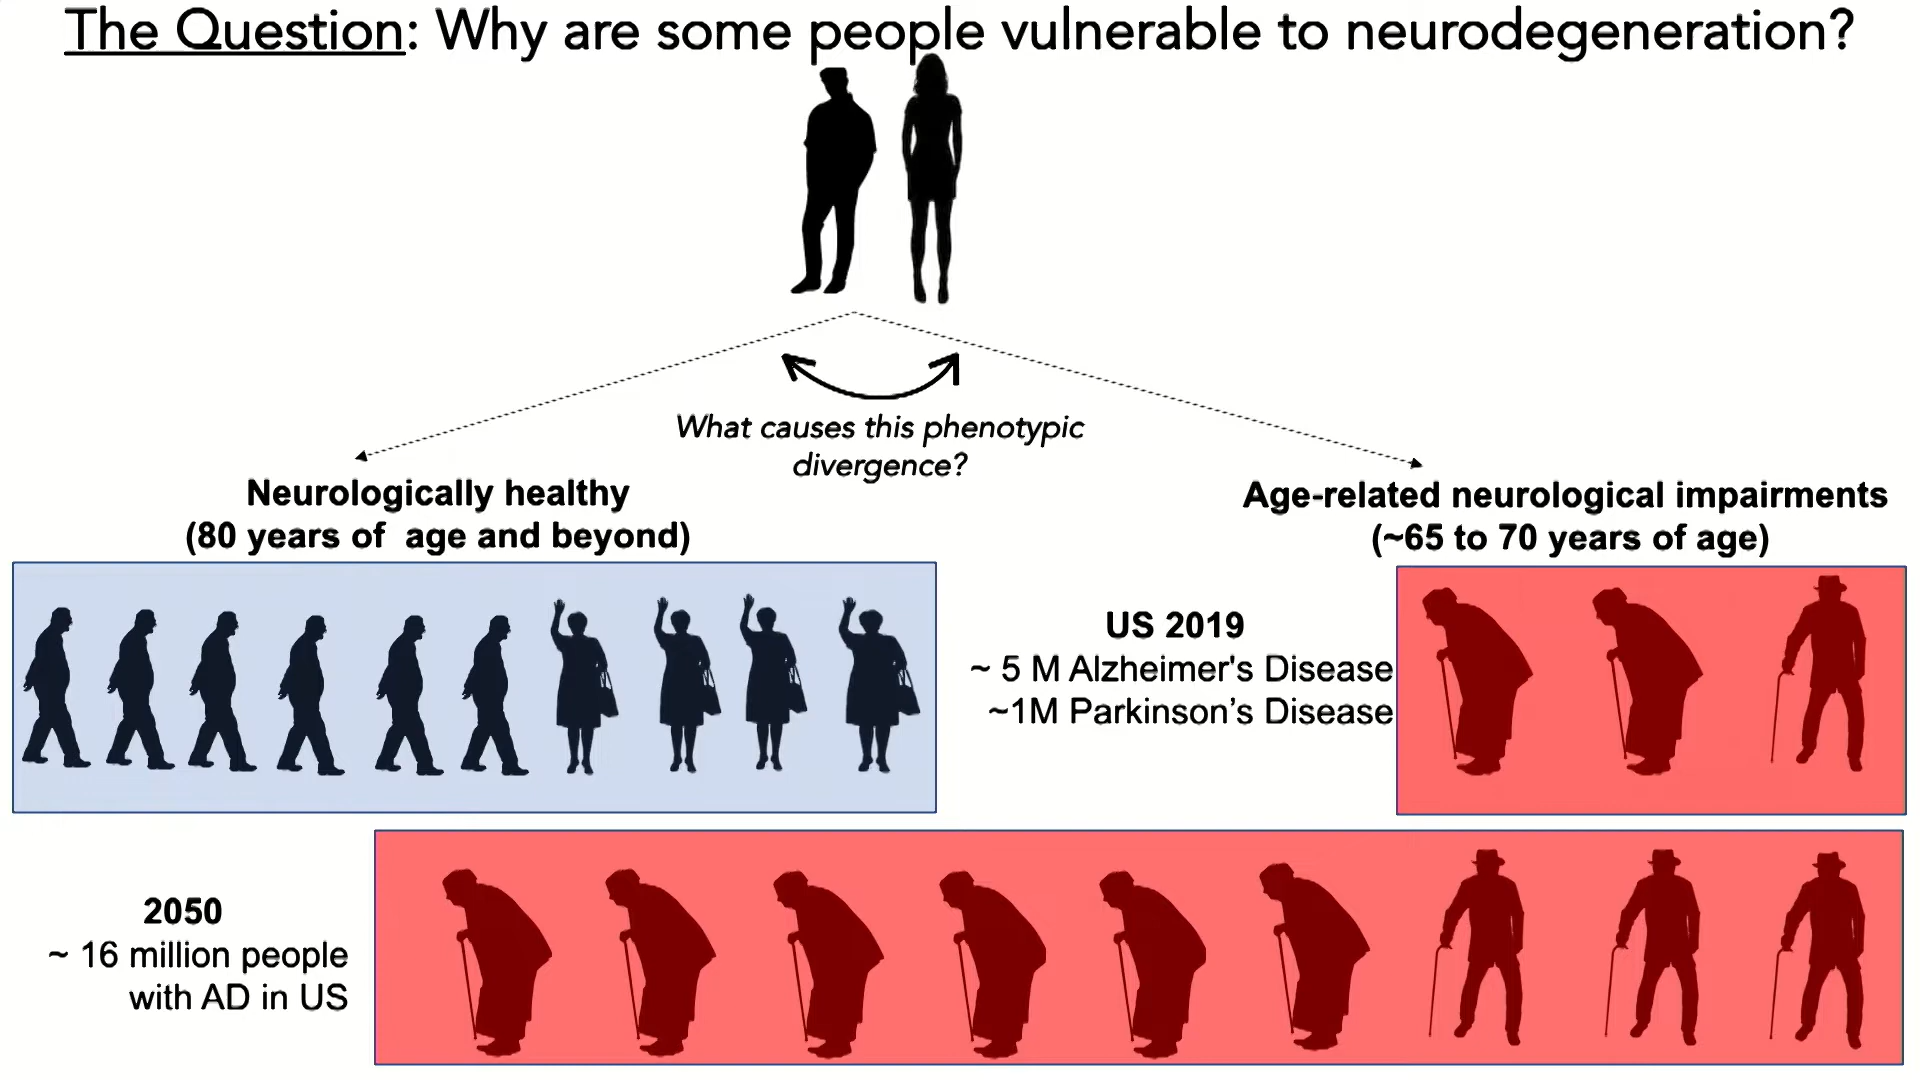 The Question: Why are some people vulnerable to neurodegeneration?
What causes this phenotypic
divergence?
Neurologically healthy
(80 years of age and beyond)
Age-related neurological impairments
(~65 to 70 years of age)
US 2019
~ 5 M Alzheimer's Disease
~1M Parkinson’s Disease
2050
~ 16 million people
with AD in US